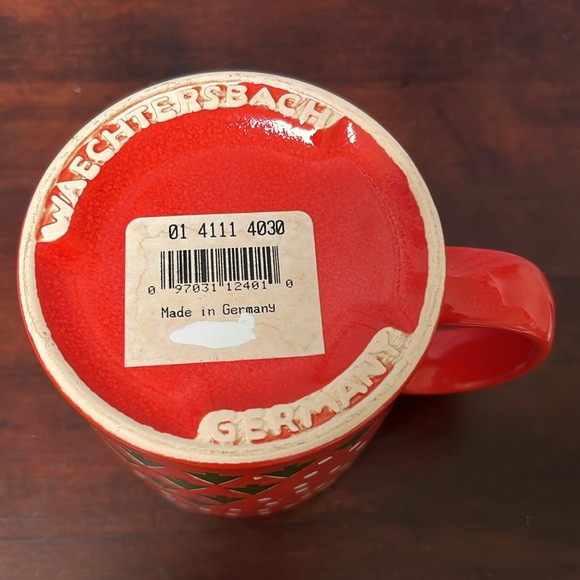 WAECHTERSBACH
01 4111 4030
0 97031 12401 0
Made in Germany
GERMANY